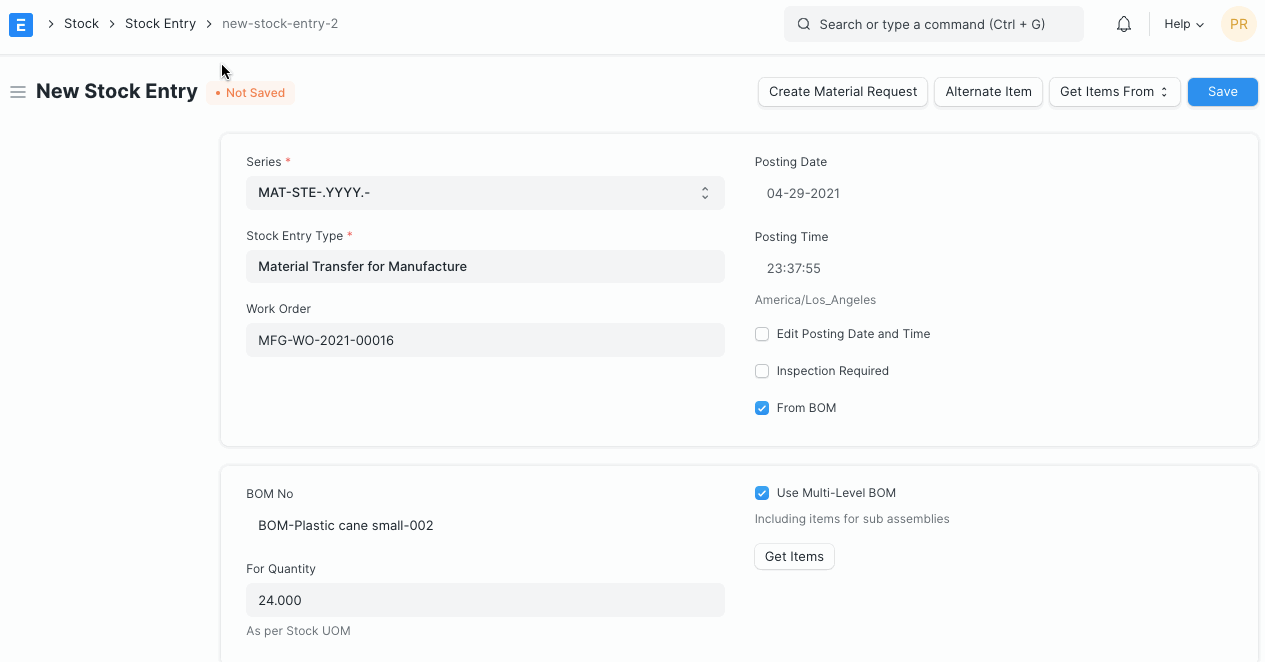 E Stock Stock Entry new-stock-entry-2 Search or type a command (Ctrl + G) Help PR
New Stock Entry • Not Saved Create Material Request Alternate Item Get Items From Save
Series *
MAT-STE-.YYYY.-
Stock Entry Type *
Material Transfer for Manufacture
Work Order
MFG-WO-2021-00016
Posting Date
04-29-2021
Posting Time
23:37:55
America/Los_Angeles
Edit Posting Date and Time
Inspection Required
From BOM
BOM No
BOM-Plastic cane small-002
For Quantity
24.000
As per Stock UOM
Use Multi-Level BOM
Including items for sub assemblies
Get Items